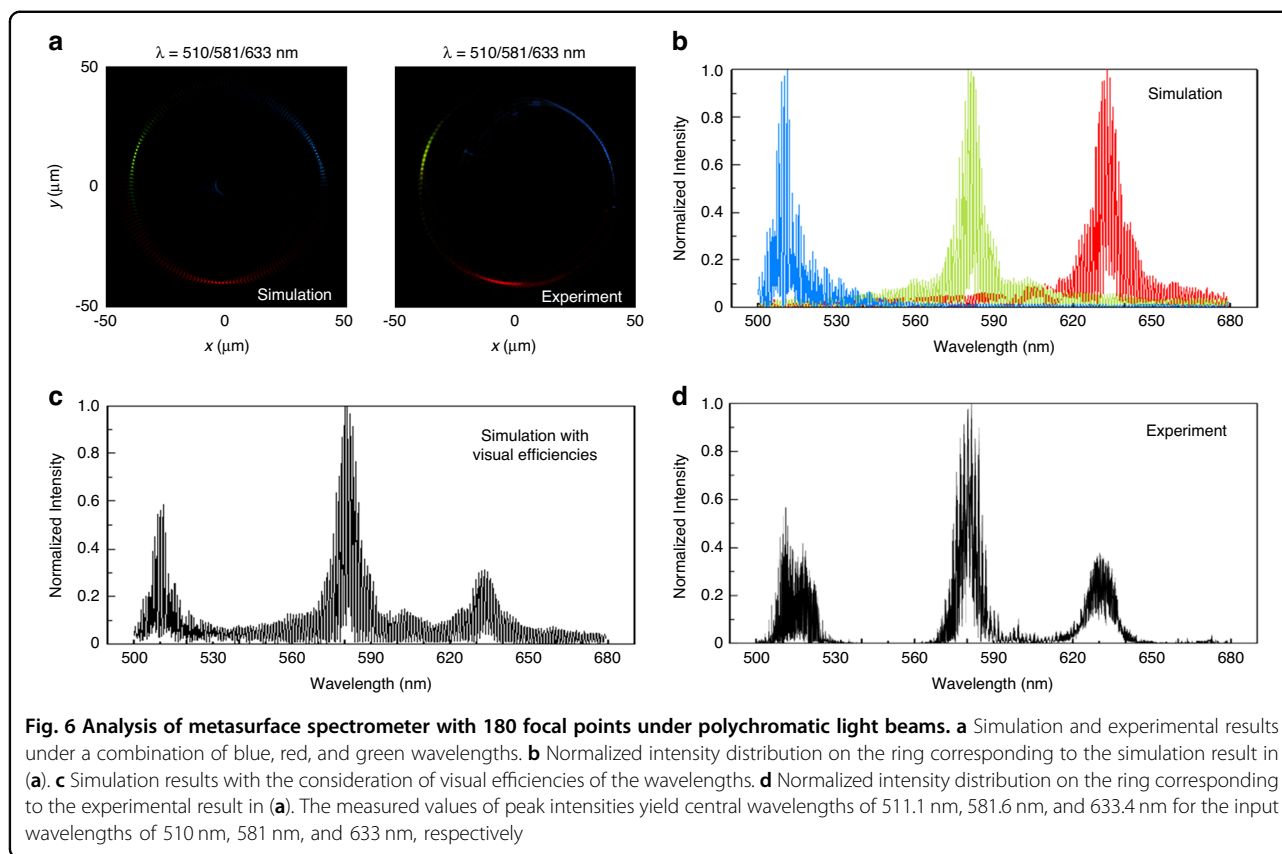 a
λ = 510/581/633 nm
λ = 510/581/633 nm
50
0
-50
y (μm)
Simulation
Experiment
-50
0
50
-50
0
50
x (μm)
x (μm)
b
1.0
0.8
0.6
0.4
0.2
0
Normalized Intensity
Simulation
500 530 560 590 620 650 680
Wavelength (nm)
c
1.0
0.8
0.6
0.4
0.2
0
Normalized Intensity
Simulation with
visual efficiencies
500 530 560 590 620 650 680
Wavelength (nm)
d
1.0
0.8
0.6
0.4
0.2
0
Normalized Intensity
Experiment
500 530 560 590 620 650 680
Wavelength (nm)
Fig. 6 Analysis of metasurface spectrometer with 180 focal points under polychromatic light beams. a Simulation and experimental results
under a combination of blue, red, and green wavelengths. b Normalized intensity distribution on the ring corresponding to the simulation result in
(a). c Simulation results with the consideration of visual efficiencies of the wavelengths. d Normalized intensity distribution on the ring corresponding
to the experimental result in (a). The measured values of peak intensities yield central wavelengths of 511.1 nm, 581.6 nm, and 633.4 nm for the input
wavelengths of 510 nm, 581 nm, and 633 nm, respectively